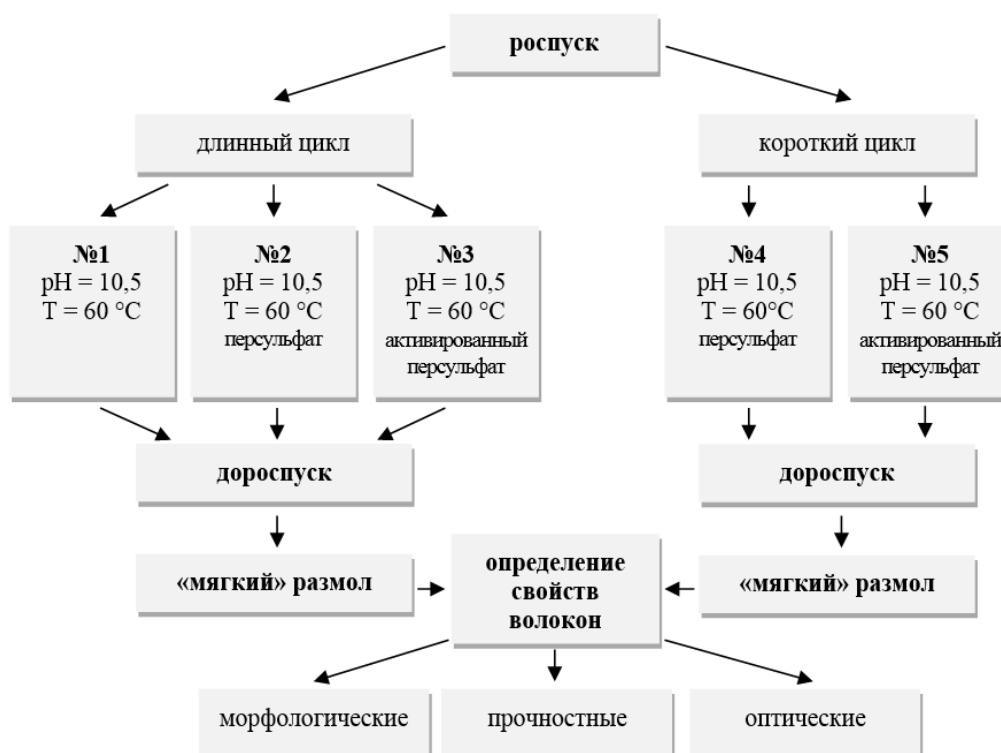 роспуск
длинный цикл
короткий цикл
№1
pH = 10,5
T = 60 °C
№2
pH = 10,5
T = 60 °C
персульфат
№3
pH = 10,5
T = 60 °C
активированный
персульфат
№4
pH = 10,5
T = 60°C
персульфат
№5
pH = 10,5
T = 60 °C
активированный
персульфат
дороспуск
дороспуск
«мягкий» размол
определение
свойств
волокон
«мягкий» размол
морфологические
прочностные
оптические